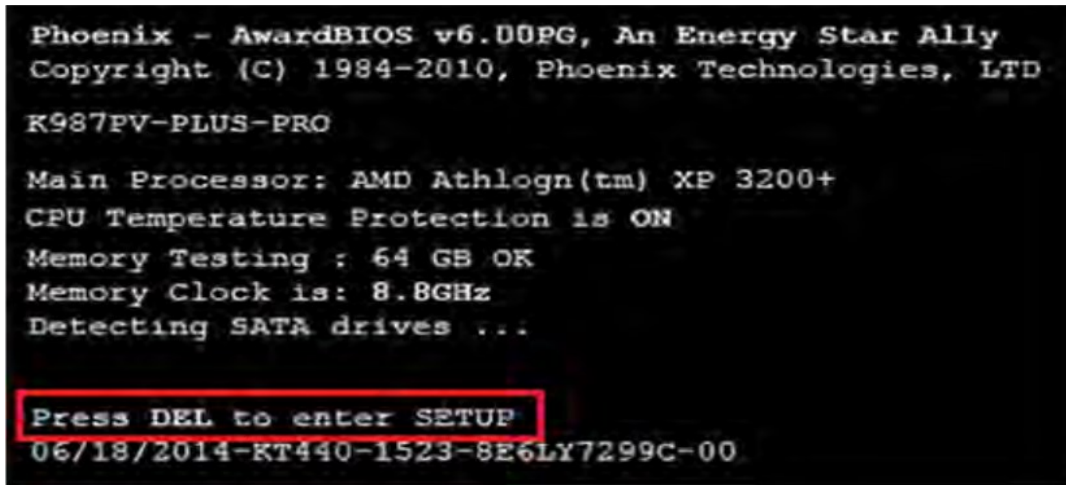 Phoenix - AwardBIOS v6.00PG, An Energy Star Ally
Copyright (C) 1984-2010, Phoenix Technologies, LTD
K987PV-PLUS-PRO
Main Processor: AMD Athlogn(tm) XP 3200+
CPU Temperature Protection is ON
Memory Testing : 64 GB OK
Memory Clock is: 8.8GHz
Detecting SATA drives ...
Press DEL to enter SETUP
06/18/2014-KT440-1523-8E6LY7299C-00